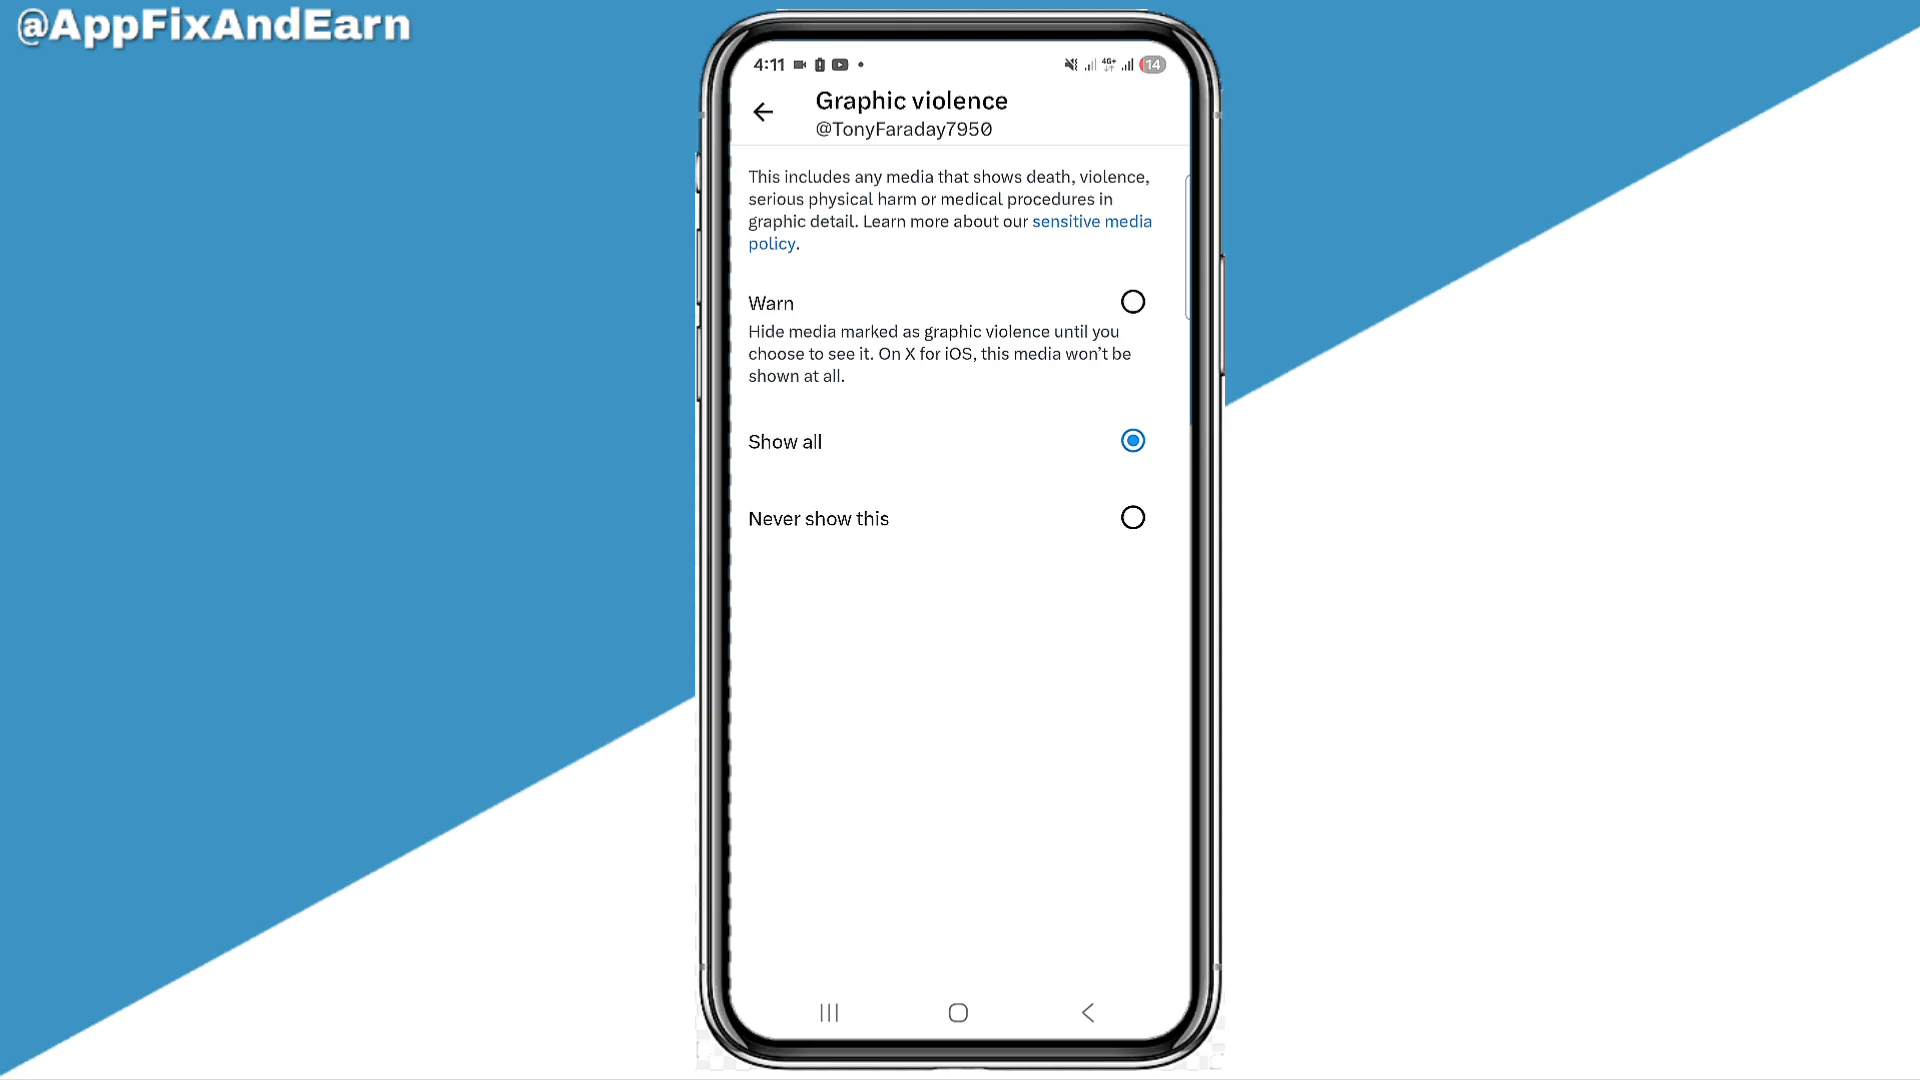 @AppFixAndEarn
4:11
4G+
14
Graphic violence
@TonyFaraday7950
This includes any media that shows death, violence,
serious physical harm or medical procedures in
graphic detail. Learn more about our sensitive media
policy.
Warn
Hide media marked as graphic violence until you
choose to see it. On X for iOS, this media won’t be
shown at all.
Show all
Never show this